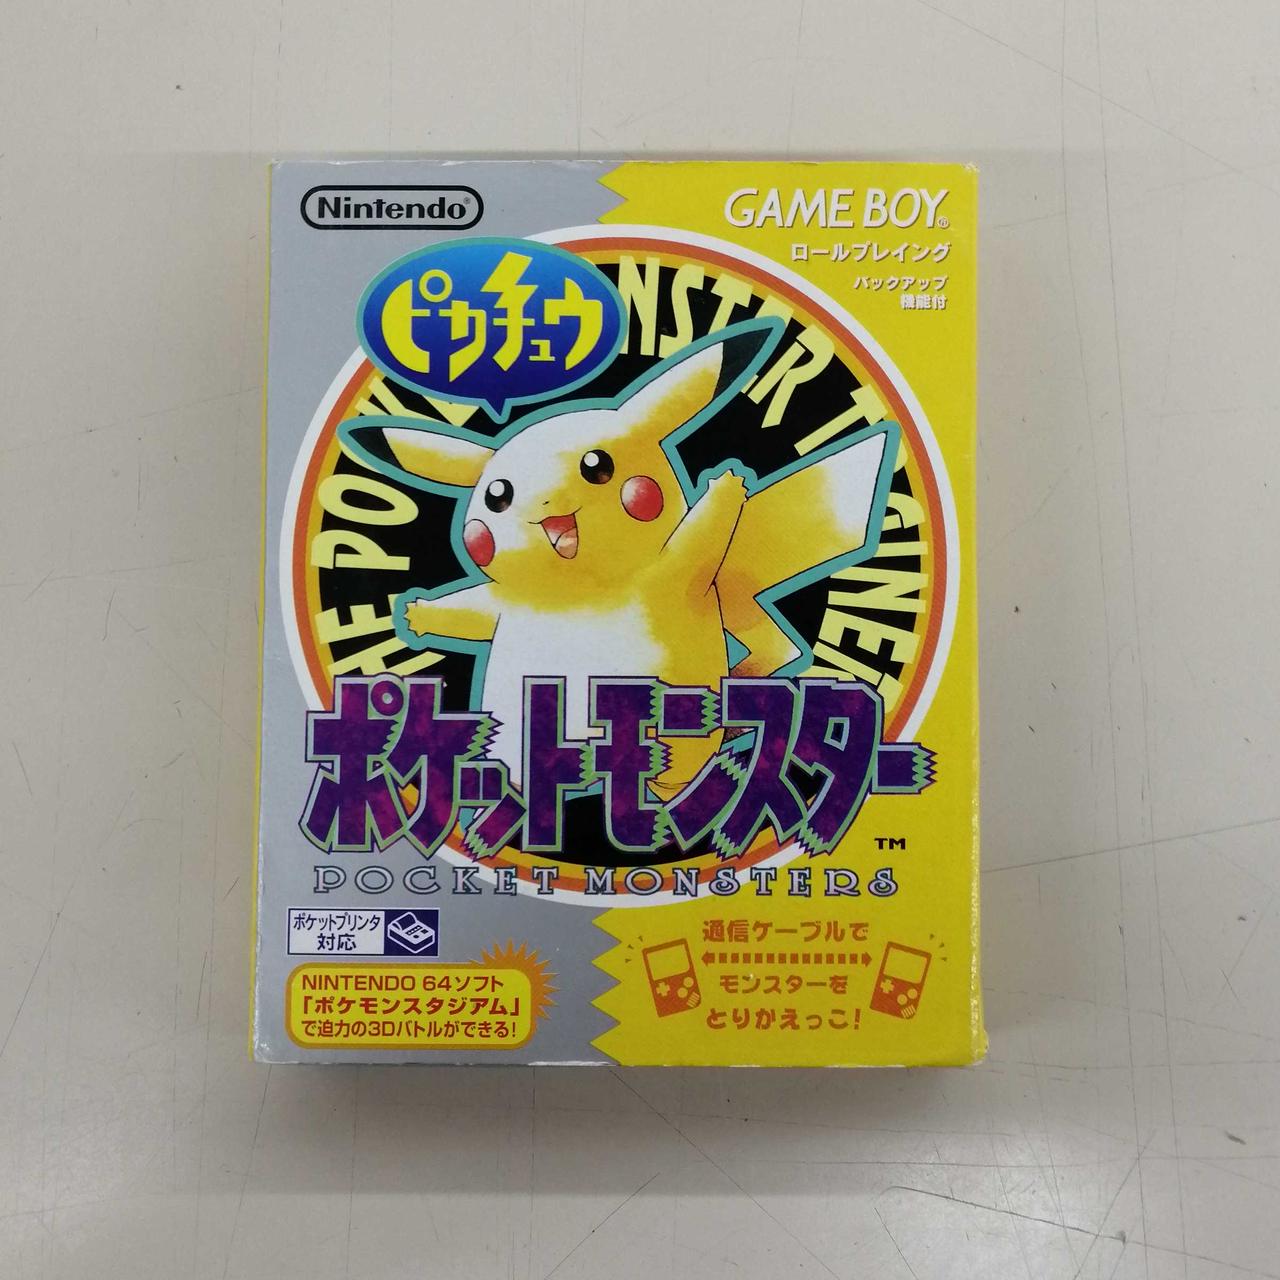 Nintendo®
GAME BOY®
ロールプレイング
バックアップ
機能付
ピカチュウ
ポケットモンスター
TM
POCKET MONSTERS
ポケットプリンタ
対応
NINTENDO 64ソフト
「ポケモンスタジアム」
で迫力の3Dバトルができる!
通信ケーブルで
モンスターを
とりかえっこ!